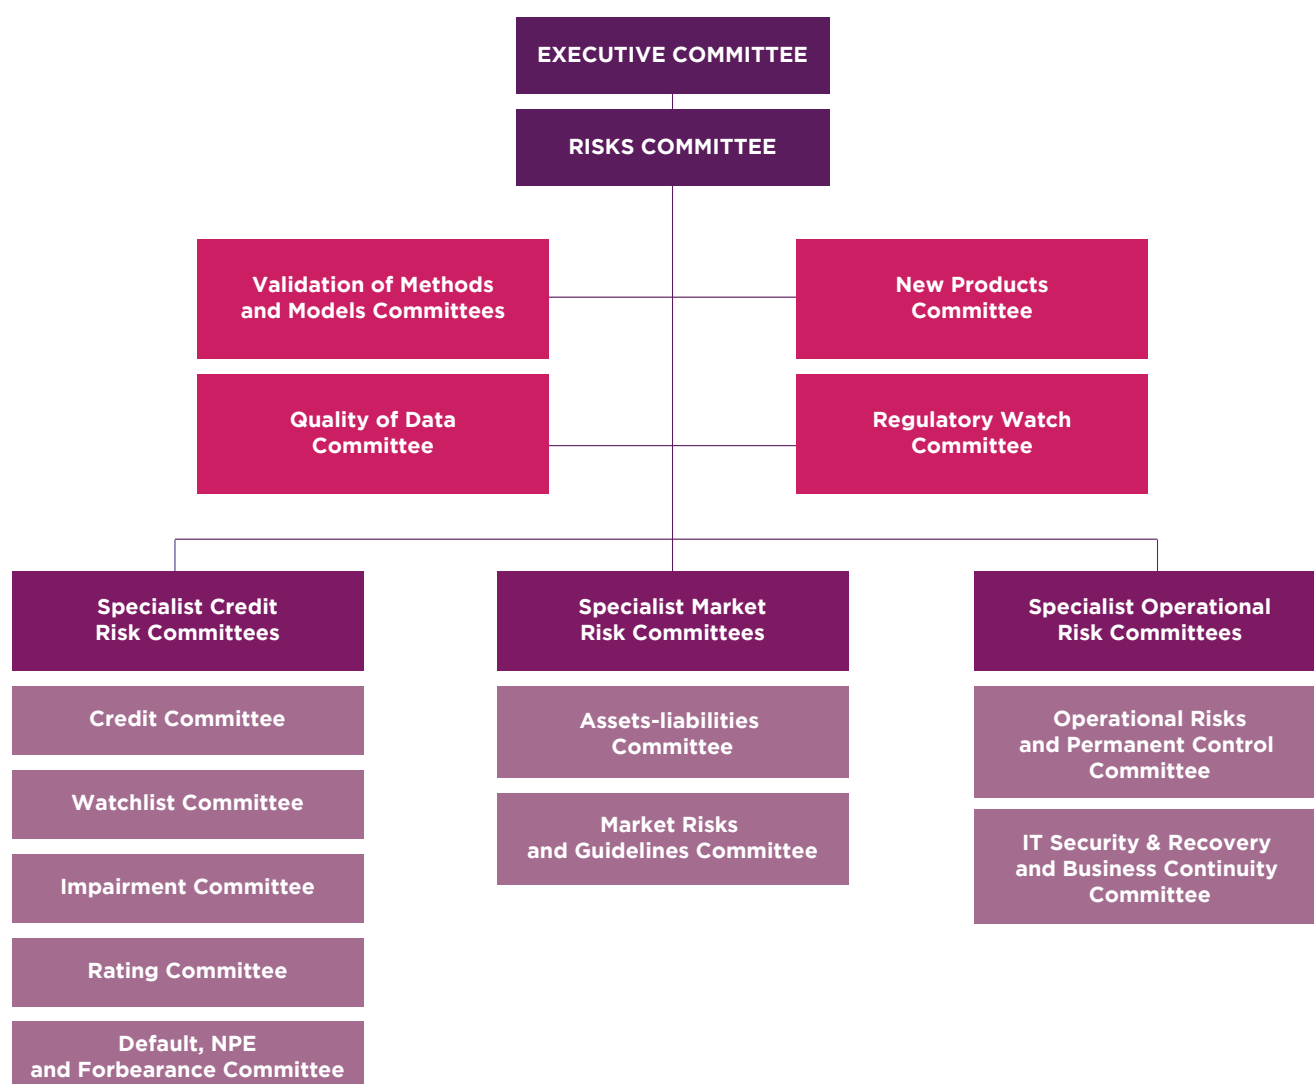 EXECUTIVE COMMITTEE
RISKS COMMITTEE
Validation of Methods
and Models Committees
New Products
Committee
Quality of Data
Committee
Regulatory Watch
Committee
Specialist Credit
Risk Committees
Credit Committee
Watchlist Committee
Impairment Committee
Rating Committee
Default, NPE
and Forbearance Committee
Specialist Market
Risk Committees
Assets-liabilities
Committee
Market Risks
and Guidelines Committee
Specialist Operational
Risk Committees
Operational Risks
and Permanent Control
Committee
IT Security & Recovery
and Business Continuity
Committee